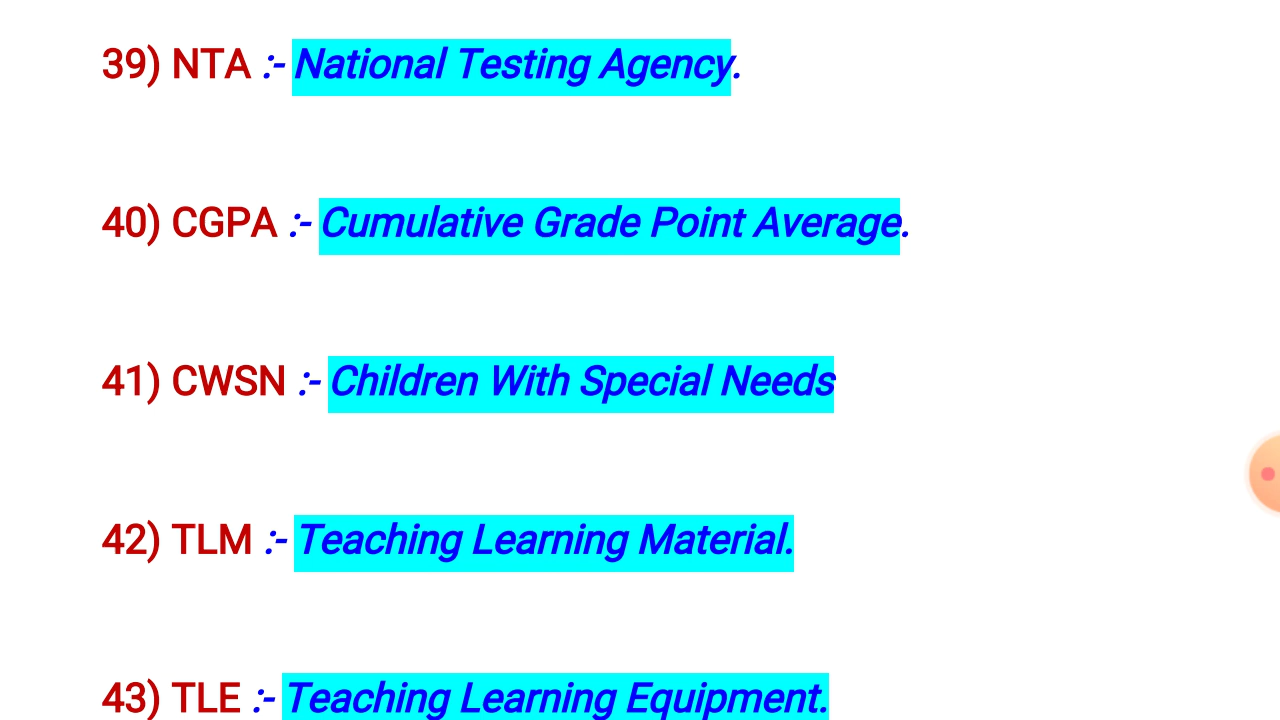 39) NTA :- National Testing Agency.
40) CGPA :- Cumulative Grade Point Average.
41) CWSN :- Children With Special Needs
42) TLM :- Teaching Learning Material.
43) TLE :- Teaching Learning Equipment.